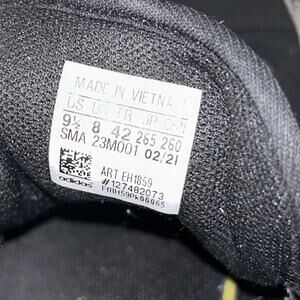 MADE IN VIETNAM
US UK FR JP CHN
9½ 8 42 265 260
SMA 23M001 02/21
ART EH1859
#127482073
adidas